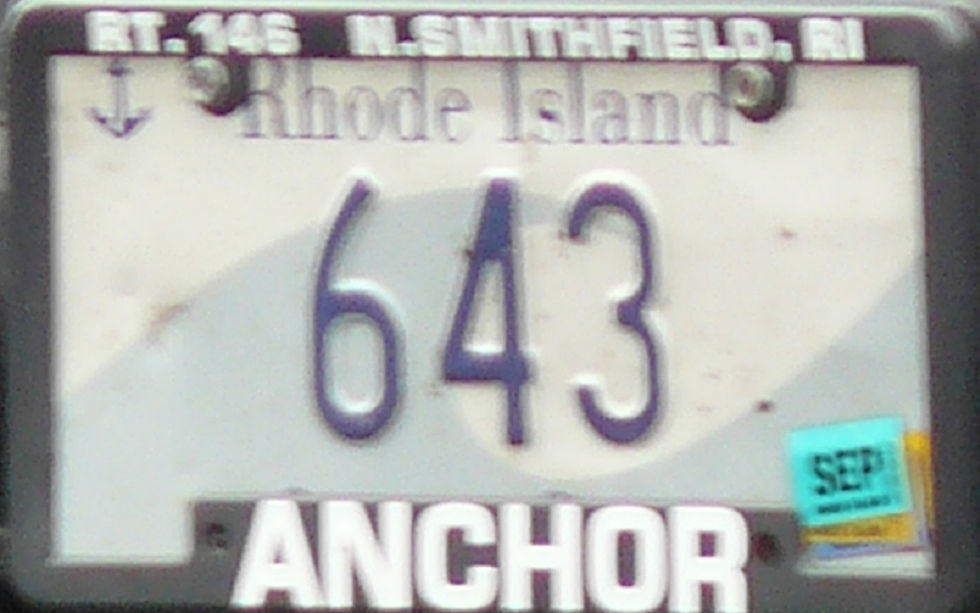 RT. 146 N.SMITHFIELD, RI
Rhode Island
643
SEP
ANCHOR